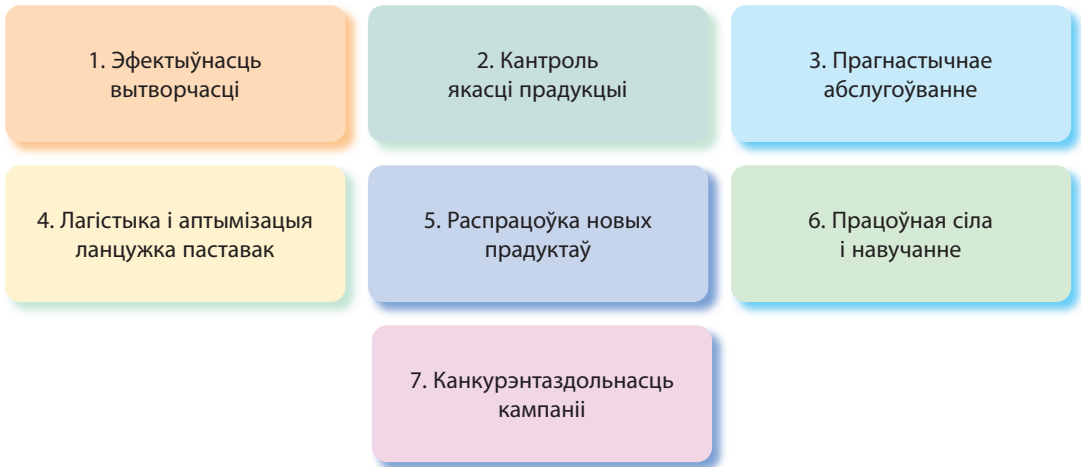 1. Эфектыўнасць
вытворчасці
2. Кантроль
якасці прадукцыі
3. Прагнастычнае
абслугоўванне
4. Лагістыка і аптымізацыя
ланцужка паставак
5. Распрацоўка новых
прадуктаў
6. Працоўная сіла
і навучанне
7. Канкурэнтаздольнасць
кампаніі